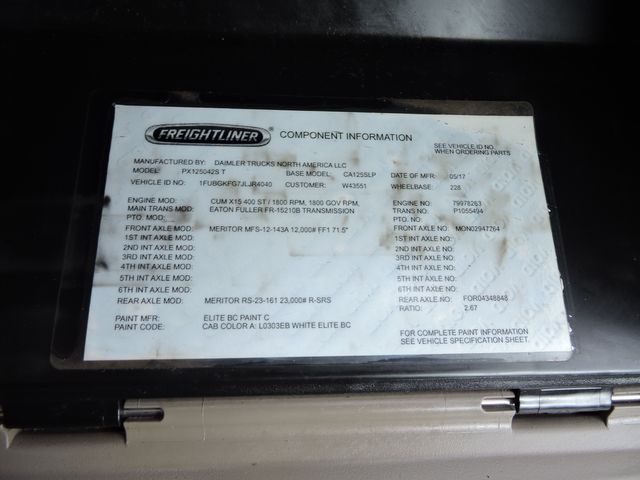 FREIGHTLINER COMPONENT INFORMATION
SEE VEHICLE ID NO.
WHEN ORDERING PARTS
MANUFACTURED BY: DAIMLER TRUCKS NORTH AMERICA LLC
MODEL: PX125042S T BASE MODEL: CA125SLP DATE OF MFR: 05/17
VEHICLE ID NO: 1FUBGKFG7JLJR4040 CUSTOMER: W43551 WHEELBASE: 228
ENGINE MOD: CUM X15 400 ST / 1800 RPM, 1800 GOV RPM, ENGINE NO: 79978263
MAIN TRANS MOD: EATON FULLER FR-15210B TRANSMISSION TRANS NO: P1055494
PTO. MOD: PTO NO:
FRONT AXLE MOD: MERITOR MFS-12-143A 12,000# FF1 71.5" FRONT AXLE NO: MON02947264
1ST INT AXLE MOD: 1ST INT AXLE NO:
2ND INT AXLE MOD: 2ND INT AXLE NO:
3RD INT AXLE MOD: 3RD INT AXLE NO:
4TH INT AXLE MOD: 4TH INT AXLE NO:
5TH INT AXLE MOD: 5TH INT AXLE NO:
6TH INT AXLE MOD: 6TH INT AXLE NO:
REAR AXLE MOD: MERITOR RS-23-161 23,000# R-SRS REAR AXLE NO: FOR04348848
RATIO: 2.67
PAINT MFR: ELITE BC PAINT C
PAINT CODE: CAB COLOR A: L0303EB WHITE ELITE BC
FOR COMPLETE PAINT INFORMATION
SEE VEHICLE SPECIFICATION SHEET.